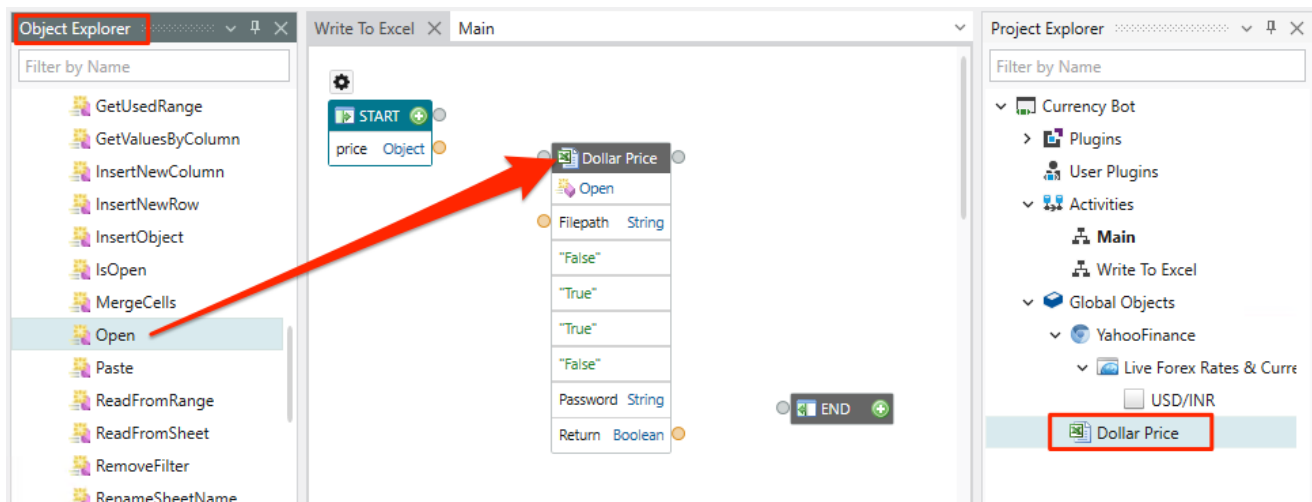 Object Explorer
Filter by Name
GetUsedRange
GetValuesByColumn
InsertNewColumn
InsertNewRow
InsertObject
IsOpen
MergeCells
Open
Paste
ReadFromRange
ReadFromSheet
RemoveFilter
RenameSheetName
Write To Excel Main
START
price Object
Dollar Price
Open
Filepath String
"False"
"True"
"True"
"False"
Password String
Return Boolean
END
Project Explorer
Filter by Name
Currency Bot
Plugins
User Plugins
Activities
Main
Write To Excel
Global Objects
YahooFinance
Live Forex Rates & Curre
USD/INR
Dollar Price